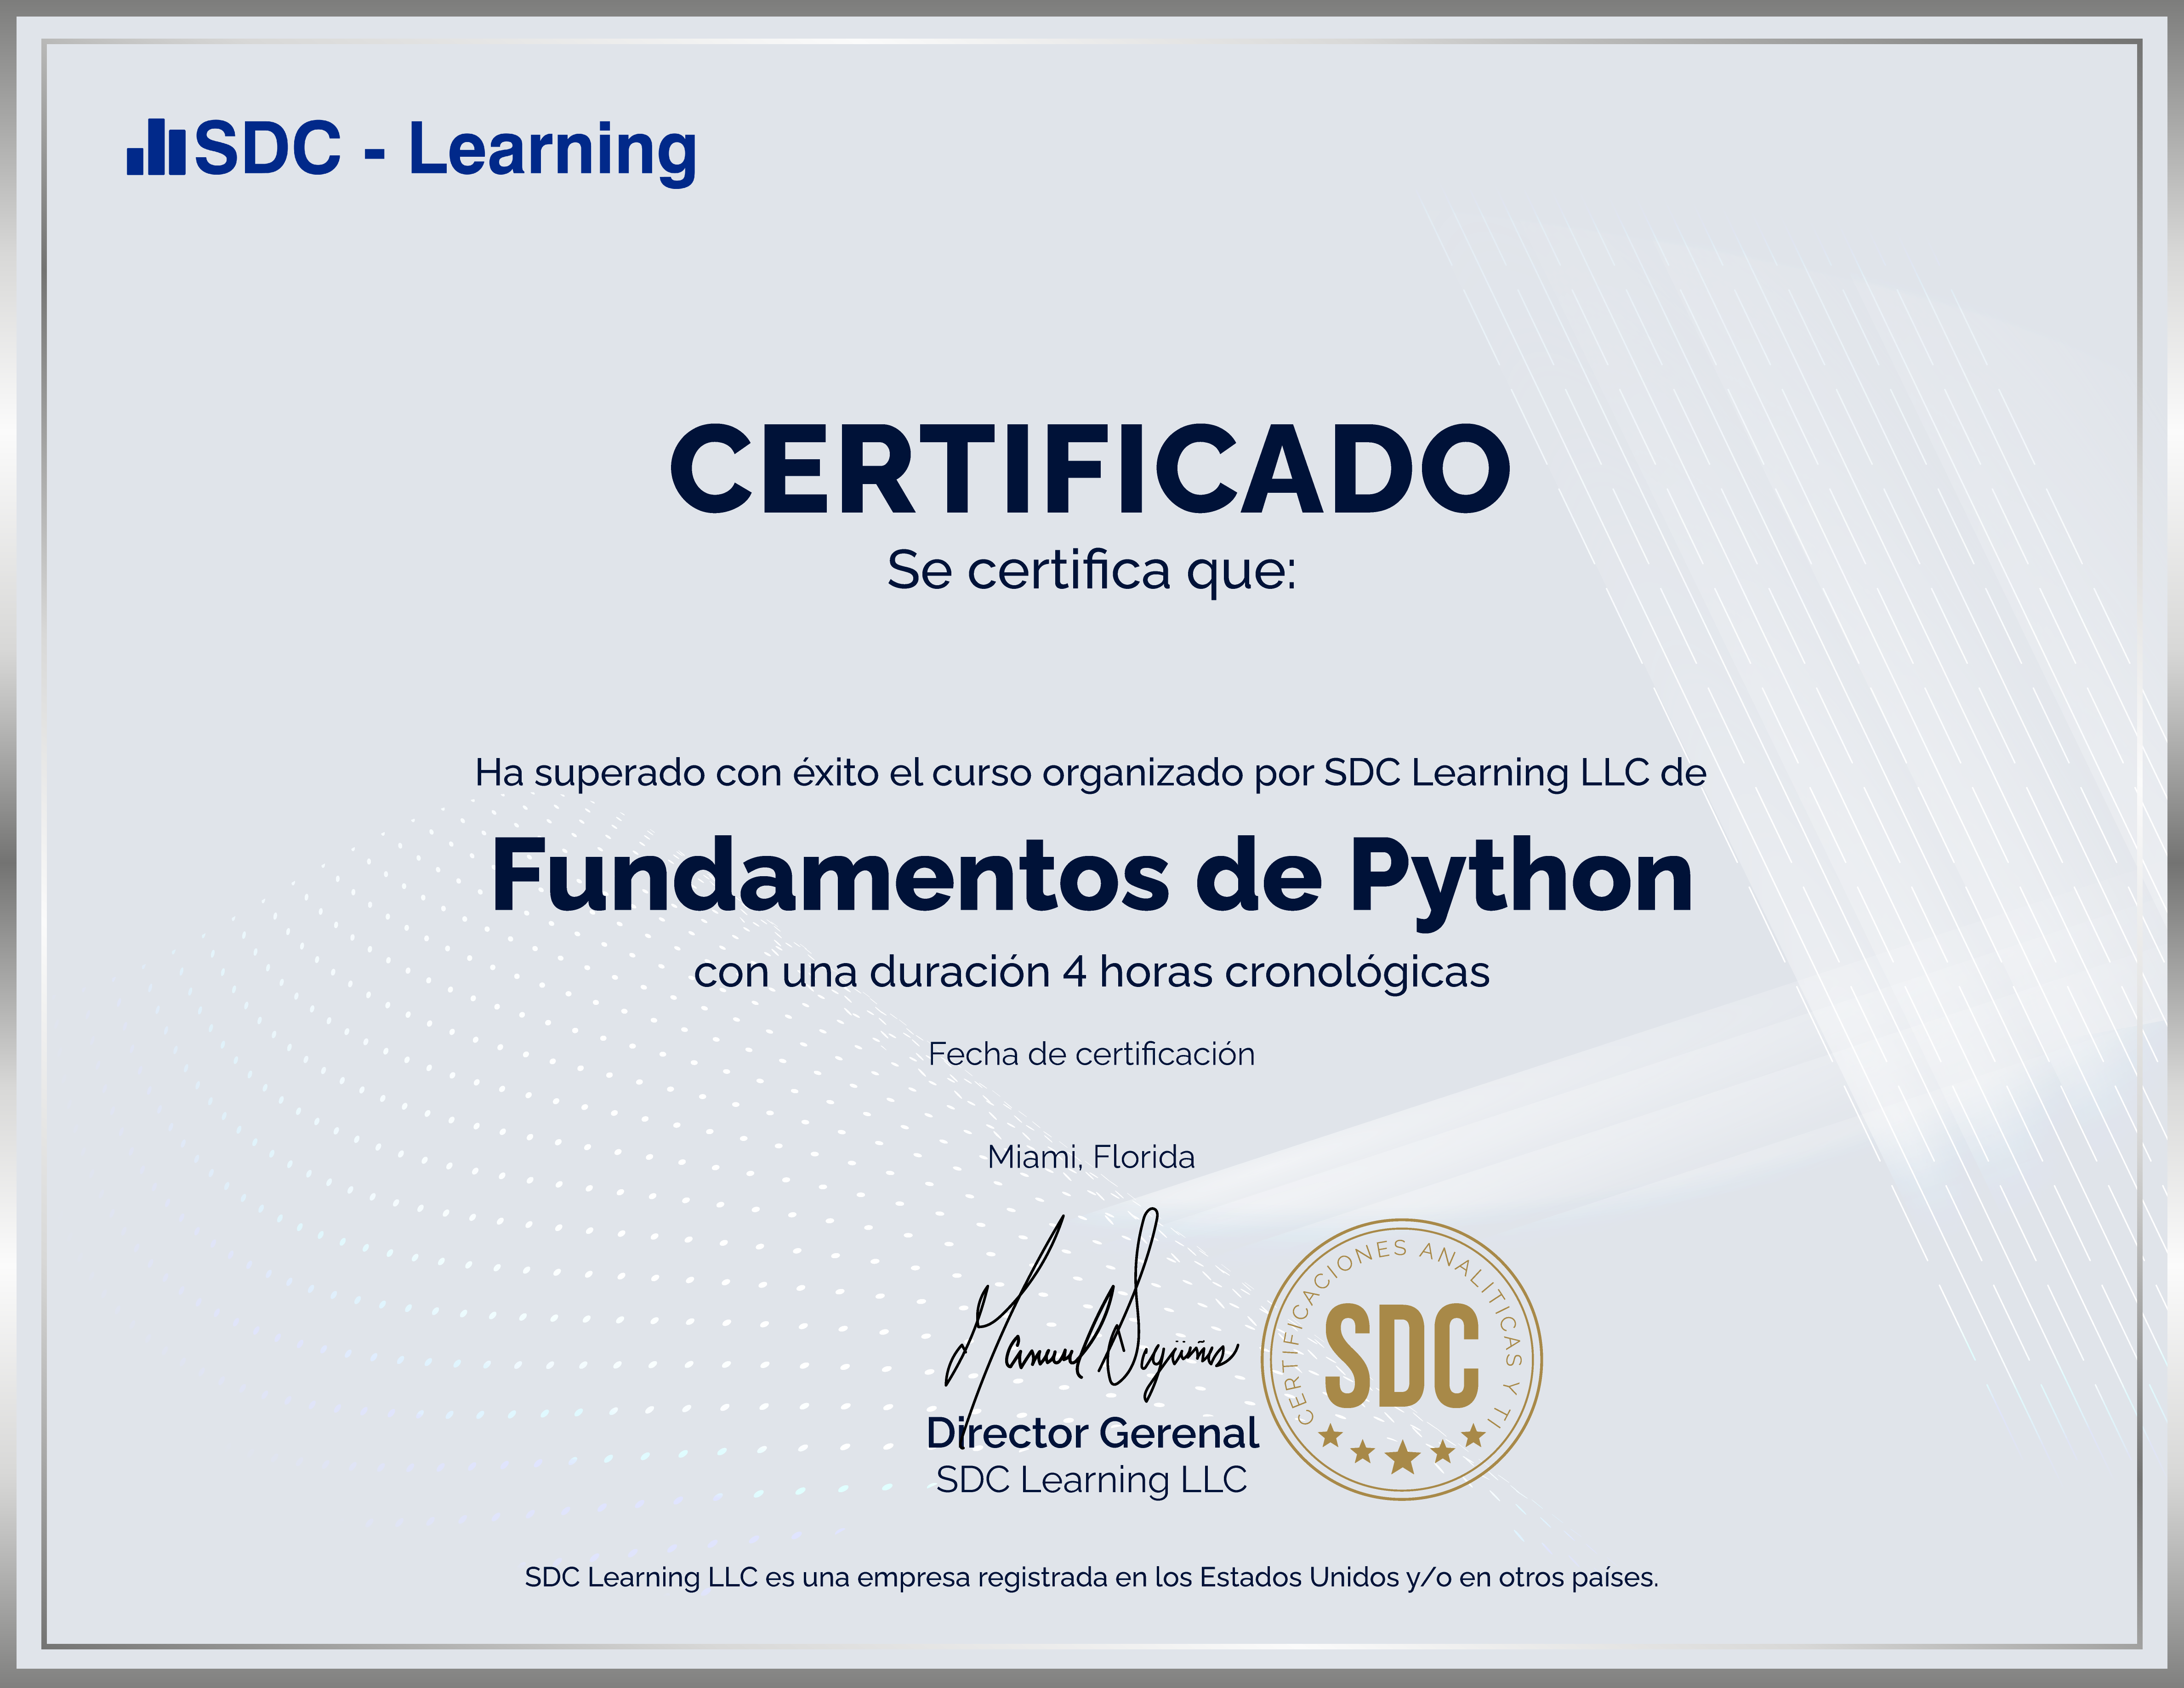 SDC - Learning
CERTIFICADO
Se certifica que:
Ha superado con éxito el curso organizado por SDC Learning LLC de
Fundamentos de Python
con una duración 4 horas cronológicas
Fecha de certificación
Miami, Florida
CERTIFICACIONES ANALITICAS Y TI
SDC
Director Gerenal
SDC Learning LLC
SDC Learning LLC es una empresa registrada en los Estados Unidos y/o en otros países.